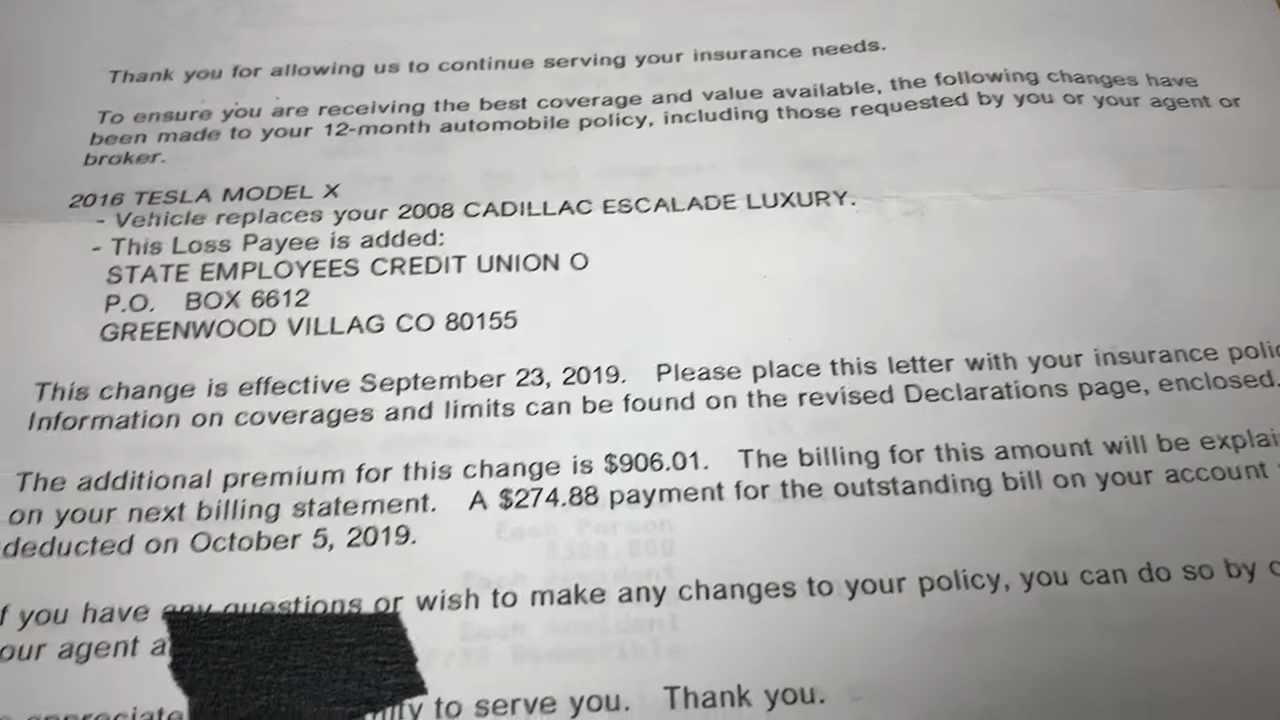 Thank you for allowing us to continue serving your insurance needs.
To ensure you are receiving the best coverage and value available, the following changes have
been made to your 12-month automobile policy, including those requested by you or your agent or
broker.
2016 TESLA MODEL X
- Vehicle replaces your 2008 CADILLAC ESCALADE LUXURY.
- This Loss Payee is added:
STATE EMPLOYEES CREDIT UNION O
P.O. BOX 6612
GREENWOOD VILLAG CO 80155
This change is effective September 23, 2019. Please place this letter with your insurance
Information on coverages and limits can be found on the revised Declarations page, enclosed.
The additional premium for this change is $906.01. The billing for this amount will be
on your next billing statement. A $274.88 payment for the outstanding bill on your account
deducted on October 5, 2019.
you have any questions or wish to make any changes to your policy, you can do so by
agent
to serve you. Thank you.